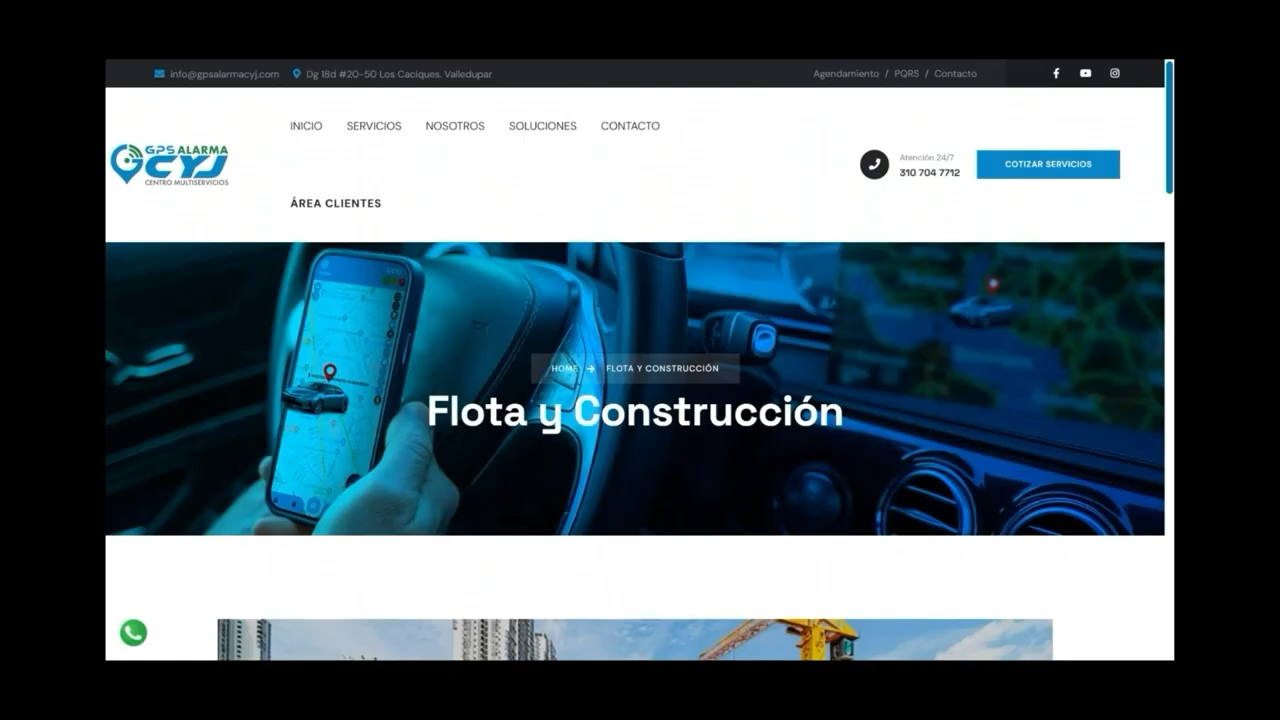 info@gpsalarmacyj.com Dg 18d #20-50 Los Caciques. Valledupar Agendamiento / PQRS / Contacto
INICIO SERVICIOS NOSOTROS SOLUCIONES CONTACTO
GPS ALARMA
CYJ
CENTRO MULTISERVICIOS
ÁREA CLIENTES
Atención 24/7
310 704 7712
COTIZAR SERVICIOS
HOME → FLOTA Y CONSTRUCCIÓN
Flota y Construcción